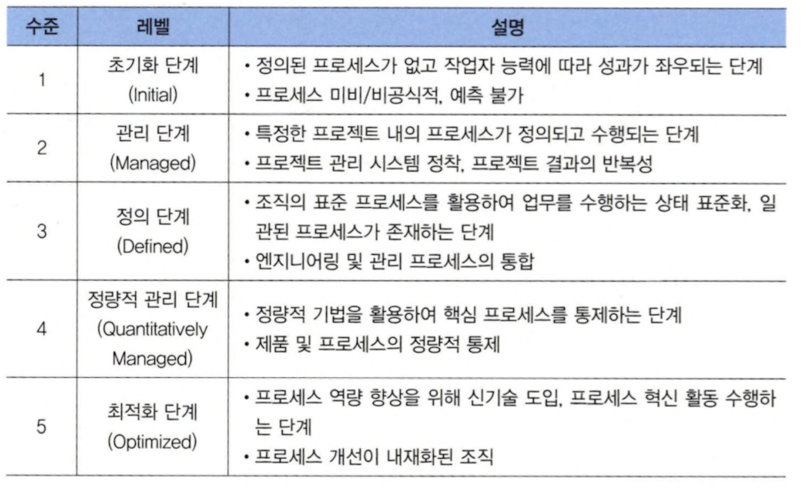 수준 레벨 설명
1
초기화 단계
(Initial)
• 정의된 프로세스가 없고 작업자 능력에 따라 성과가 좌우되는 단계
• 프로세스 미비/비공식적, 예측 불가
2
관리 단계
(Managed)
• 특정한 프로젝트 내의 프로세스가 정의되고 수행되는 단계
• 프로젝트 관리 시스템 정착, 프로젝트 결과의 반복성
3
정의 단계
(Defined)
• 조직의 표준 프로세스를 활용하여 업무를 수행하는 상태 표준화, 일
관된 프로세스가 존재하는 단계
• 엔지니어링 및 관리 프로세스의 통합
4
정량적 관리 단계
(Quantitatively
Managed)
• 정량적 기법을 활용하여 핵심 프로세스를 통제하는 단계
• 제품 및 프로세스의 정량적 통제
5
최적화 단계
(Optimized)
• 프로세스 역량 향상을 위해 신기술 도입, 프로세스 혁신 활동 수행하
는 단계
• 프로세스 개선이 내재화된 조직